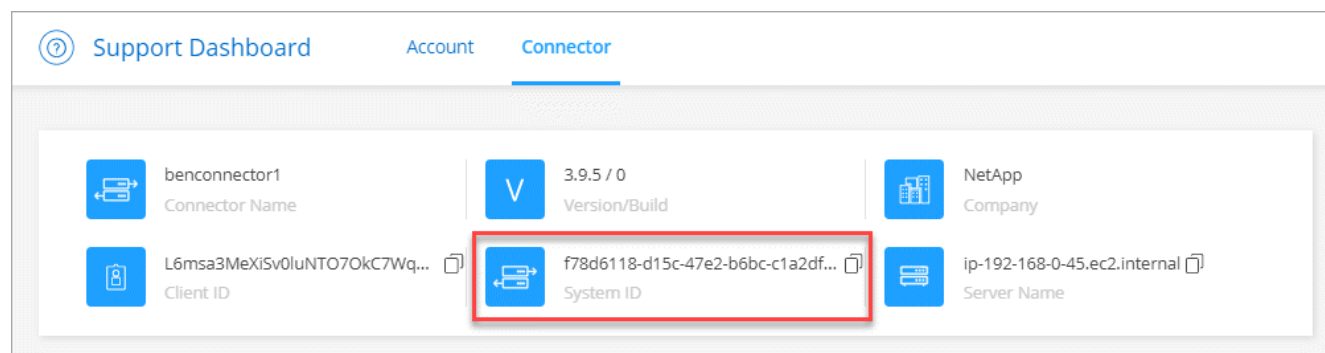 Support Dashboard Account Connector
benconnector1
Connector Name
V
3.9.5 / 0
Version/Build
NetApp
Company
L6msa3MeXiSv0luNTO7OkC7Wq...
Client ID
f78d6118-d15c-47e2-b6bc-c1a2df...
System ID
ip-192-168-0-45.ec2.internal
Server Name